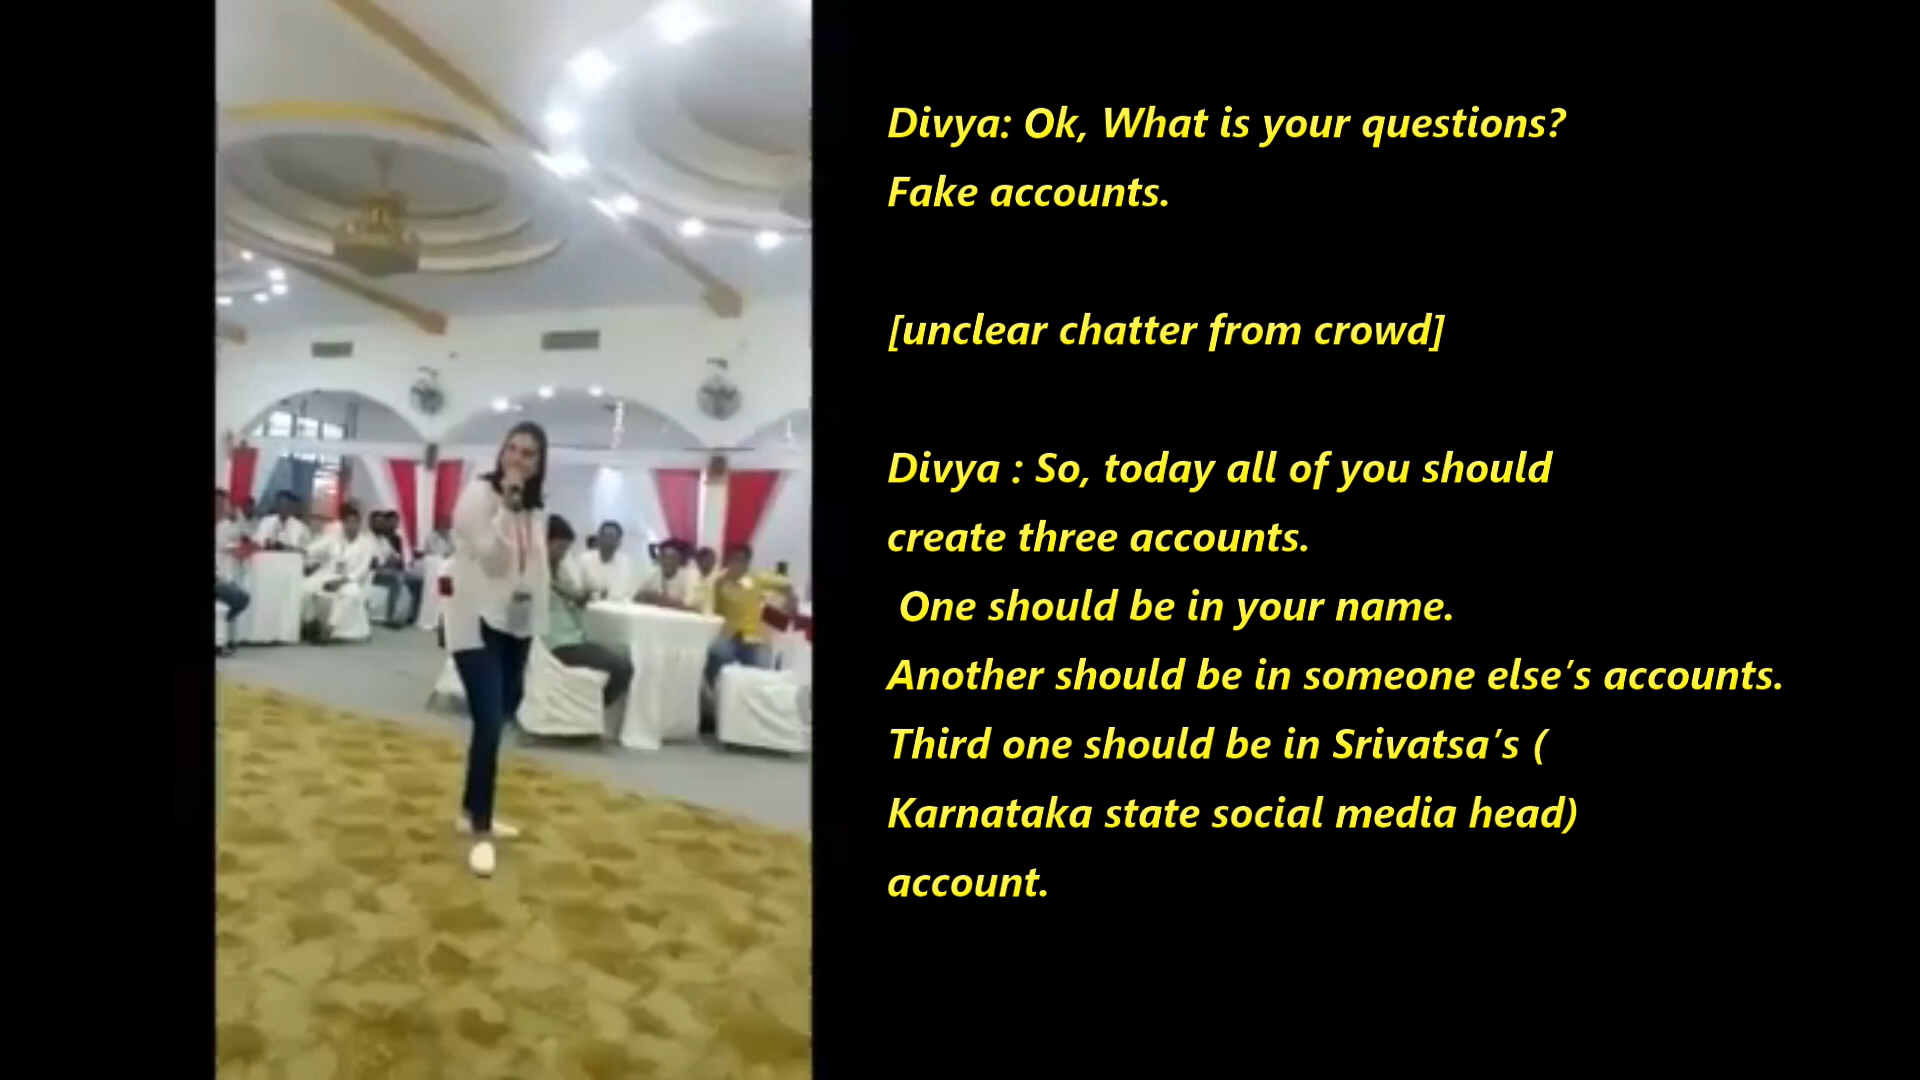 Divya: Ok, What is your questions?
Fake accounts.
[unclear chatter from crowd]
Divya : So, today all of you should
create three accounts.
One should be in your name.
Another should be in someone else’s accounts.
Third one should be in Srivatsa’s (
Karnataka state social media head)
account.